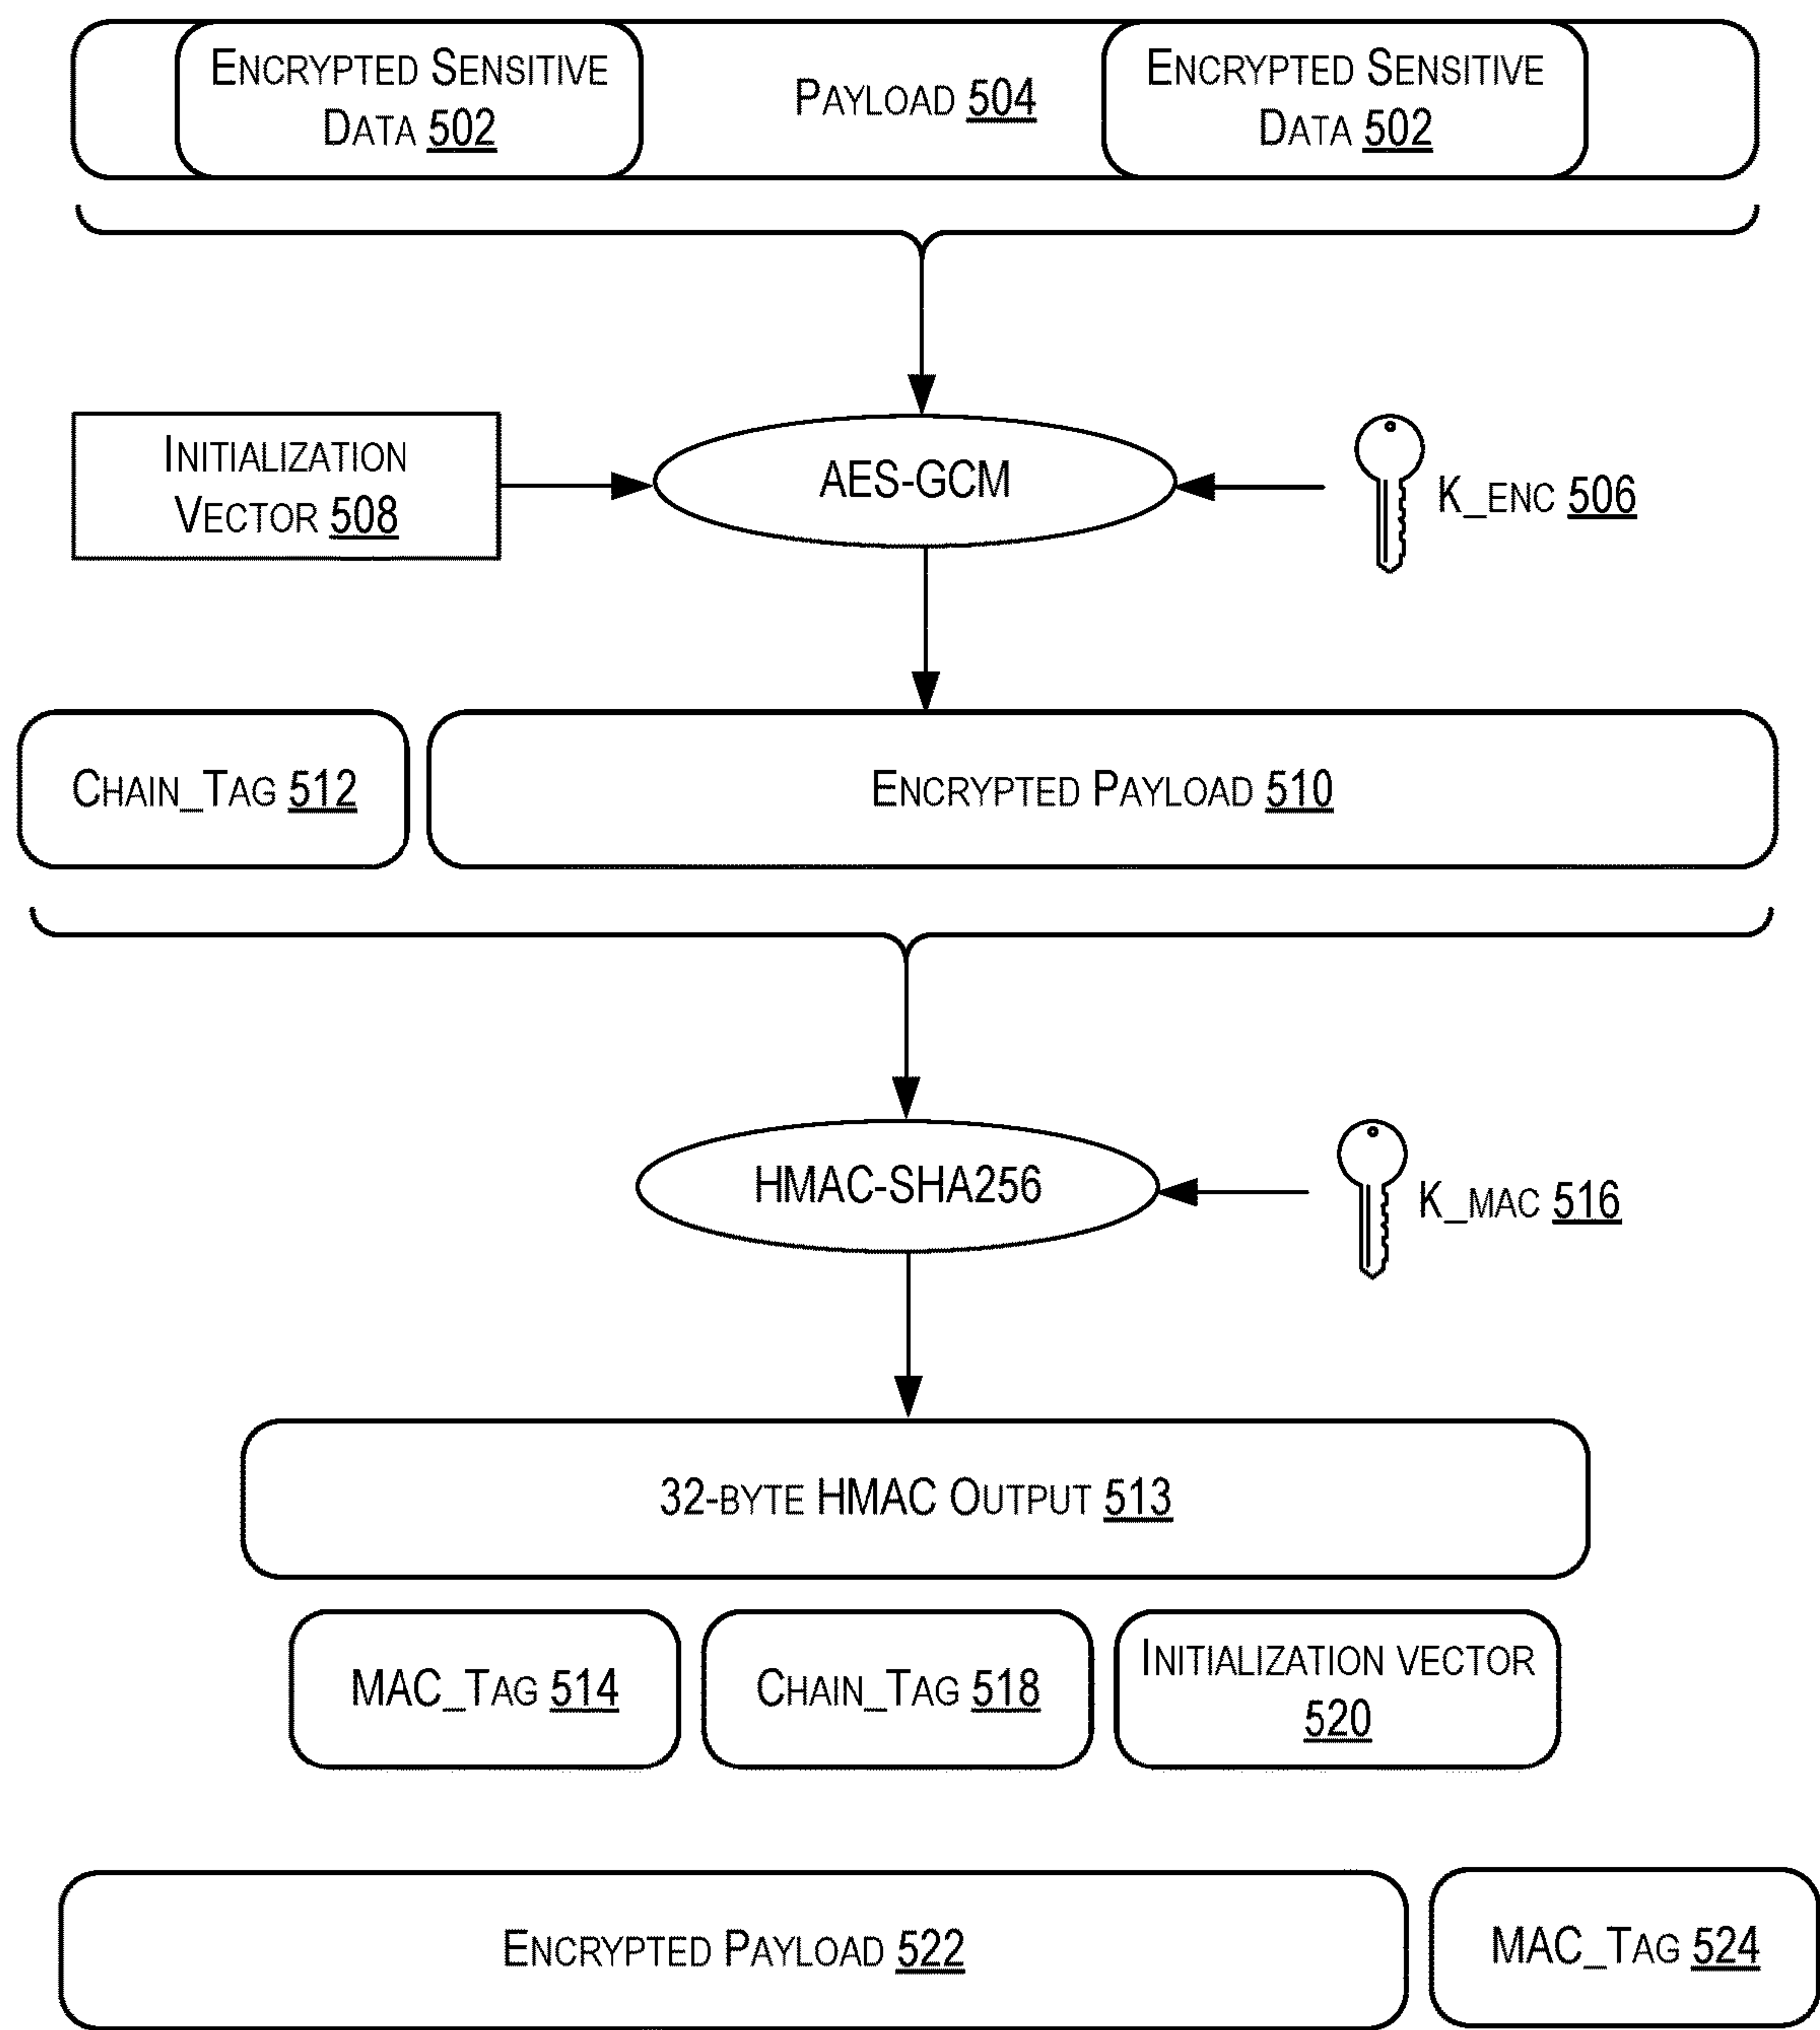 ENCRYPTED SENSITIVE
DATA 502
PAYLOAD 504
ENCRYPTED SENSITIVE
DATA 502
INITIALIZATION
VECTOR 508
AES-GCM
K_ENC 506
CHAIN_TAG 512
ENCRYPTED PAYLOAD 510
HMAC-SHA256
K_MAC 516
32-BYTE HMAC OUTPUT 513
MAC_TAG 514
CHAIN_TAG 518
INITIALIZATION VECTOR
520
ENCRYPTED PAYLOAD 522
MAC_TAG 524